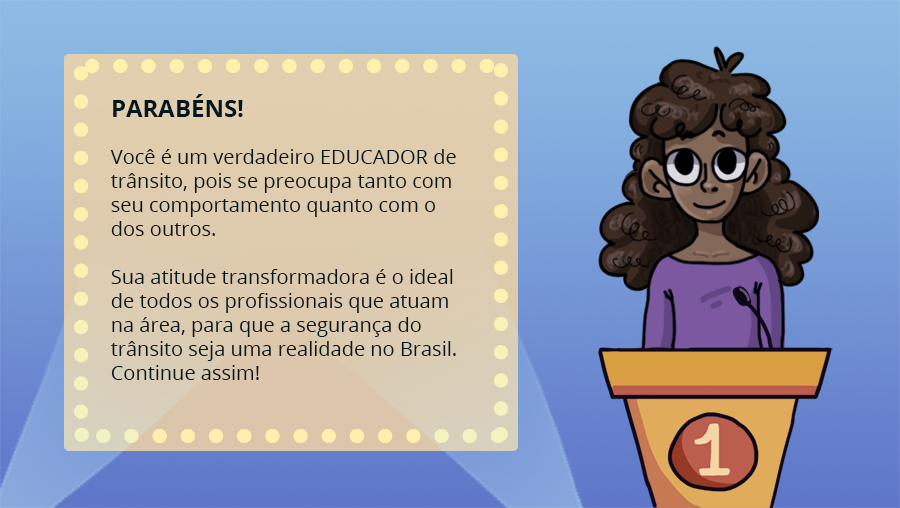 PARABÉNS!
Você é um verdadeiro EDUCADOR de
trânsito, pois se preocupa tanto com
seu comportamento quanto com o
dos outros.
Sua atitude transformadora é o ideal
de todos os profissionais que atuam
na área, para que a segurança do
trânsito seja uma realidade no Brasil.
Continue assim!
1